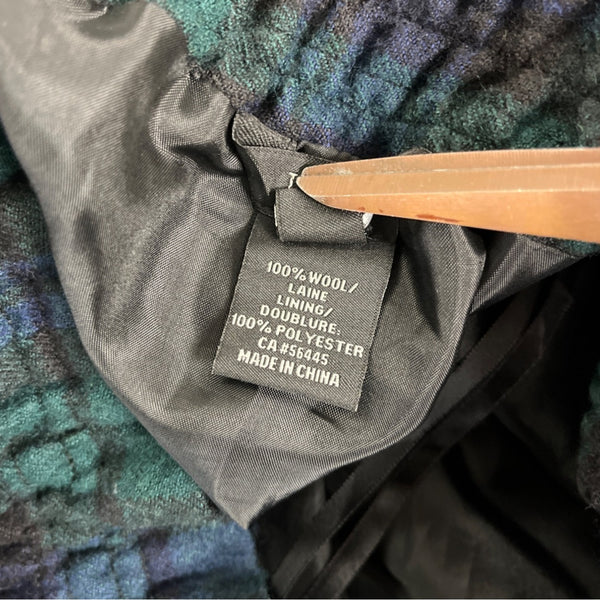 100% WOOL/
LAINE
LINING/
DOUBLURE:
100% POLYESTER
CA #56445
MADE IN CHINA